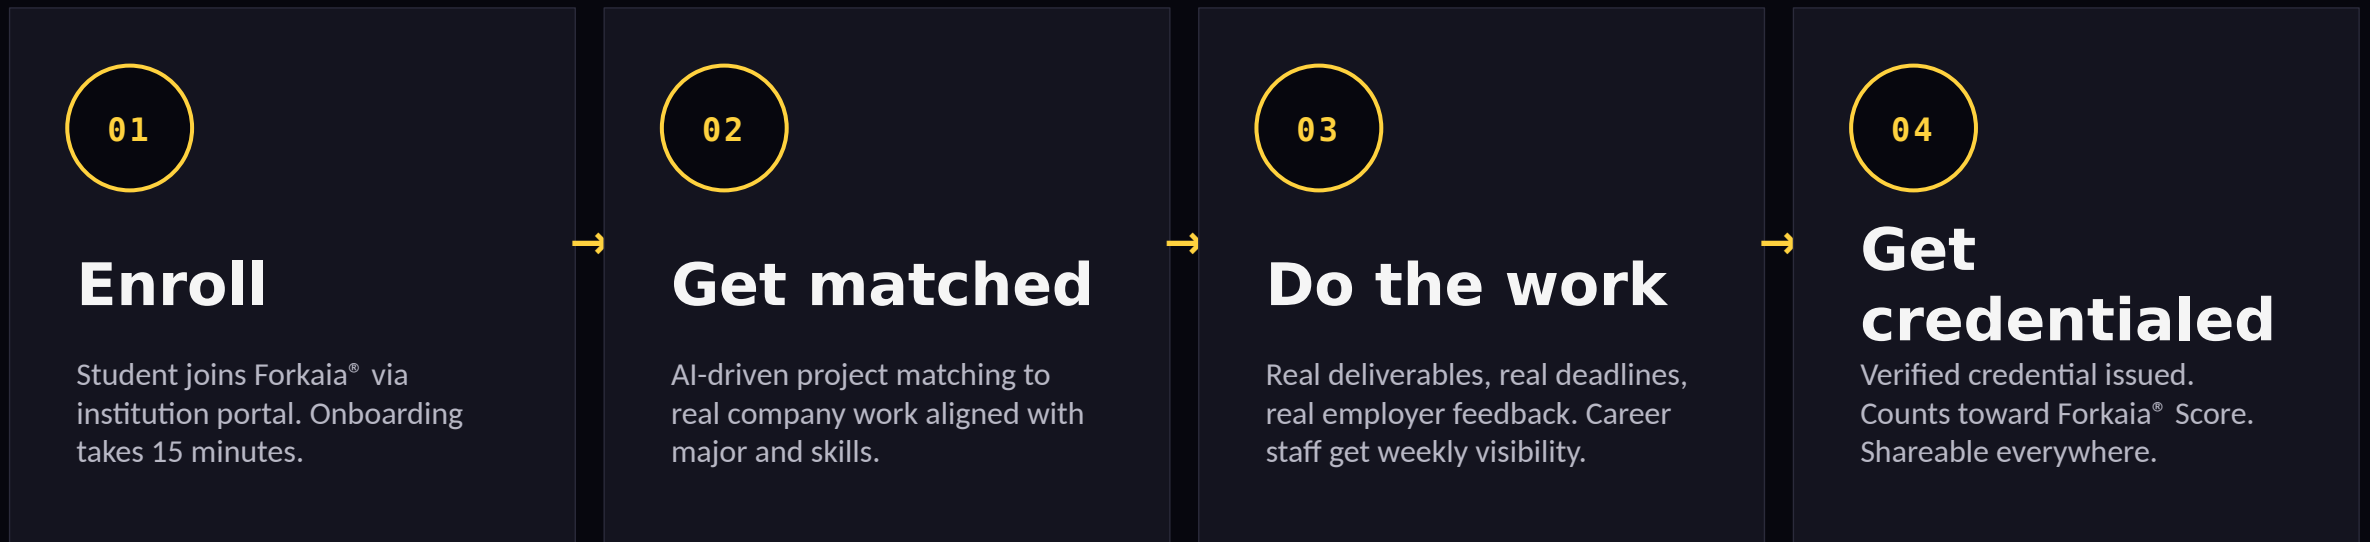 01
Enroll
Student joins Forkaia® via
institution portal. Onboarding
takes 15 minutes.
→
02
Get matched
AI-driven project matching to
real company work aligned with
major and skills.
→
03
Do the work
Real deliverables, real deadlines,
real employer feedback. Career
staff get weekly visibility.
→
04
Get
credentialed
Verified credential issued.
Counts toward Forkaia® Score.
Shareable everywhere.